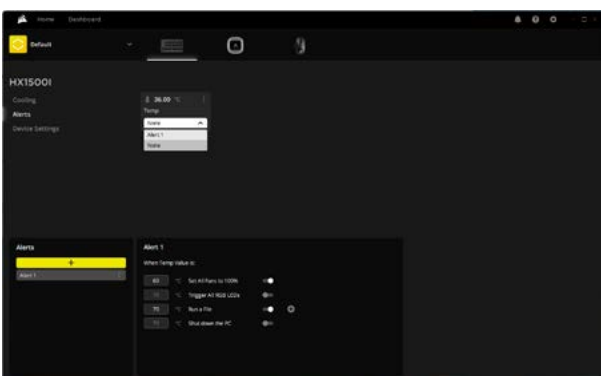 Home Dashboard
Default
HX1500I
Cooling
Alerts
Device Settings
36.00 °C
Temp
None
Alert 1
None
Alerts
+
Alert 1
Alert 1
When Temp Value is:
60 °C Set All Fans to 100%
°C Trigger All RGB LEDs
70 °C Run a File
°C Shut down the PC